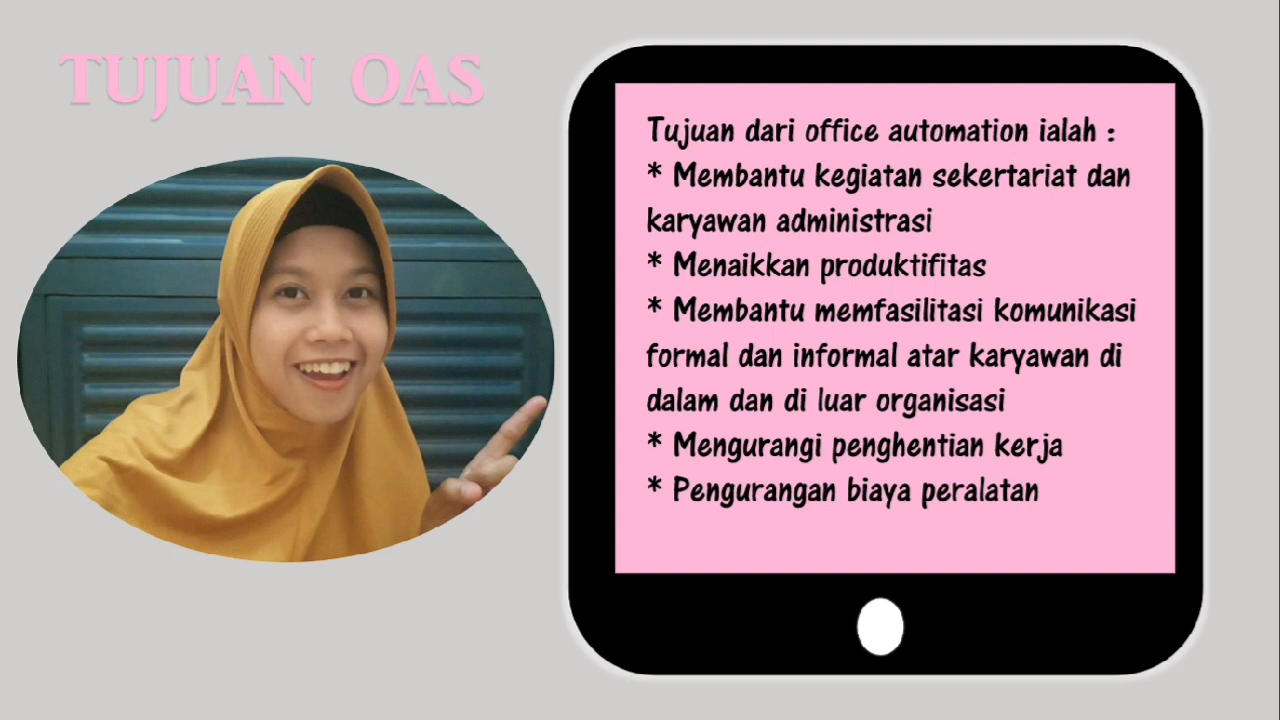 TUJUAN OAS
Tujuan dari office automation ialah :
* Membantu kegiatan sekertariat dan
karyawan administrasi
* Menaikkan produktifitas
* Membantu memfasilitasi komunikasi
formal dan informal atar karyawan di
dalam dan di luar organisasi
* Mengurangi penghentian kerja
* Pengurangan biaya peralatan